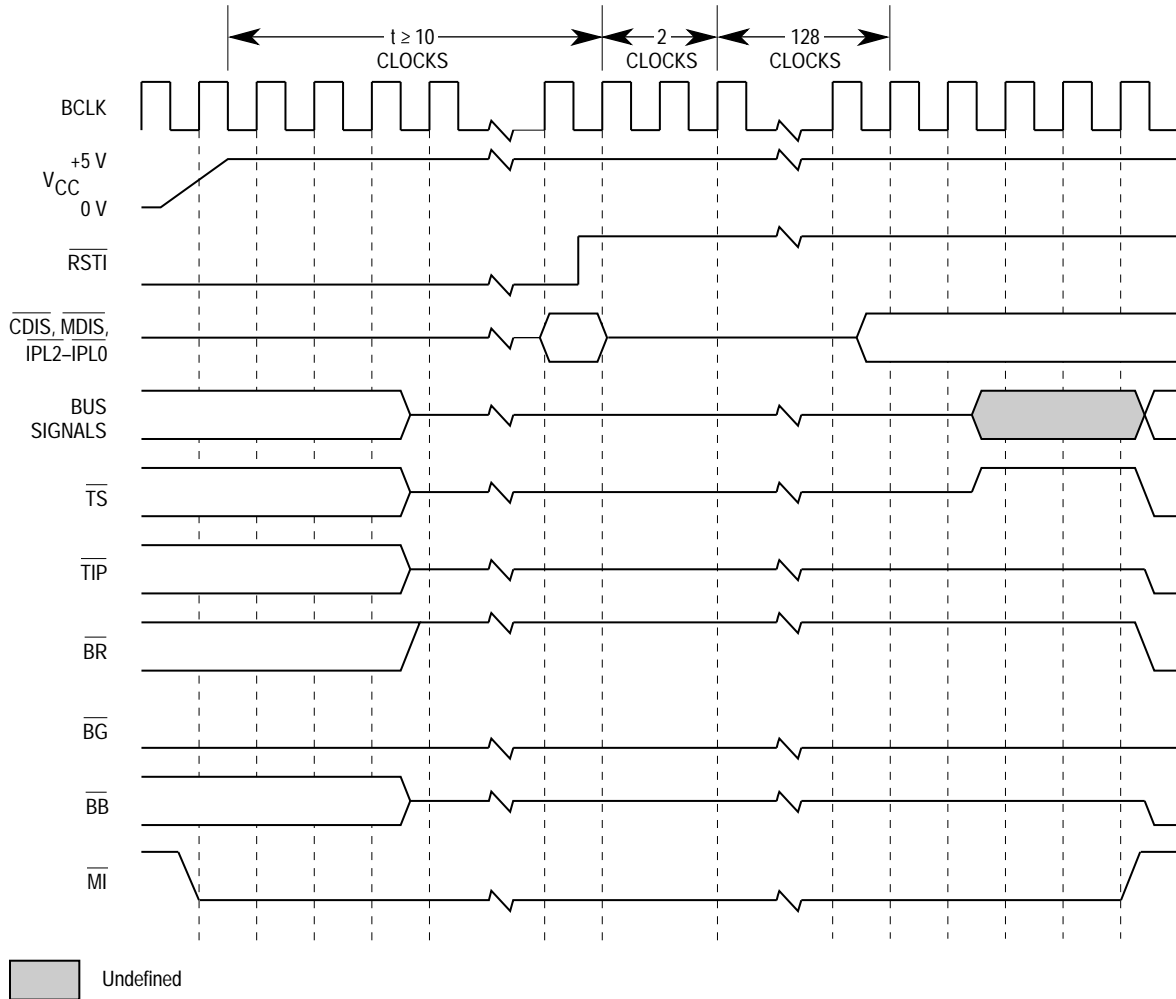 t ≥ 10
CLOCKS
2
CLOCKS
128
CLOCKS
BCLK
+5 V
VCC
0 V
RSTI
CDIS, MDIS,
IPL2–IPL0
BUS
SIGNALS
TS
TIP
BR
BG
BB
MI
Undefined